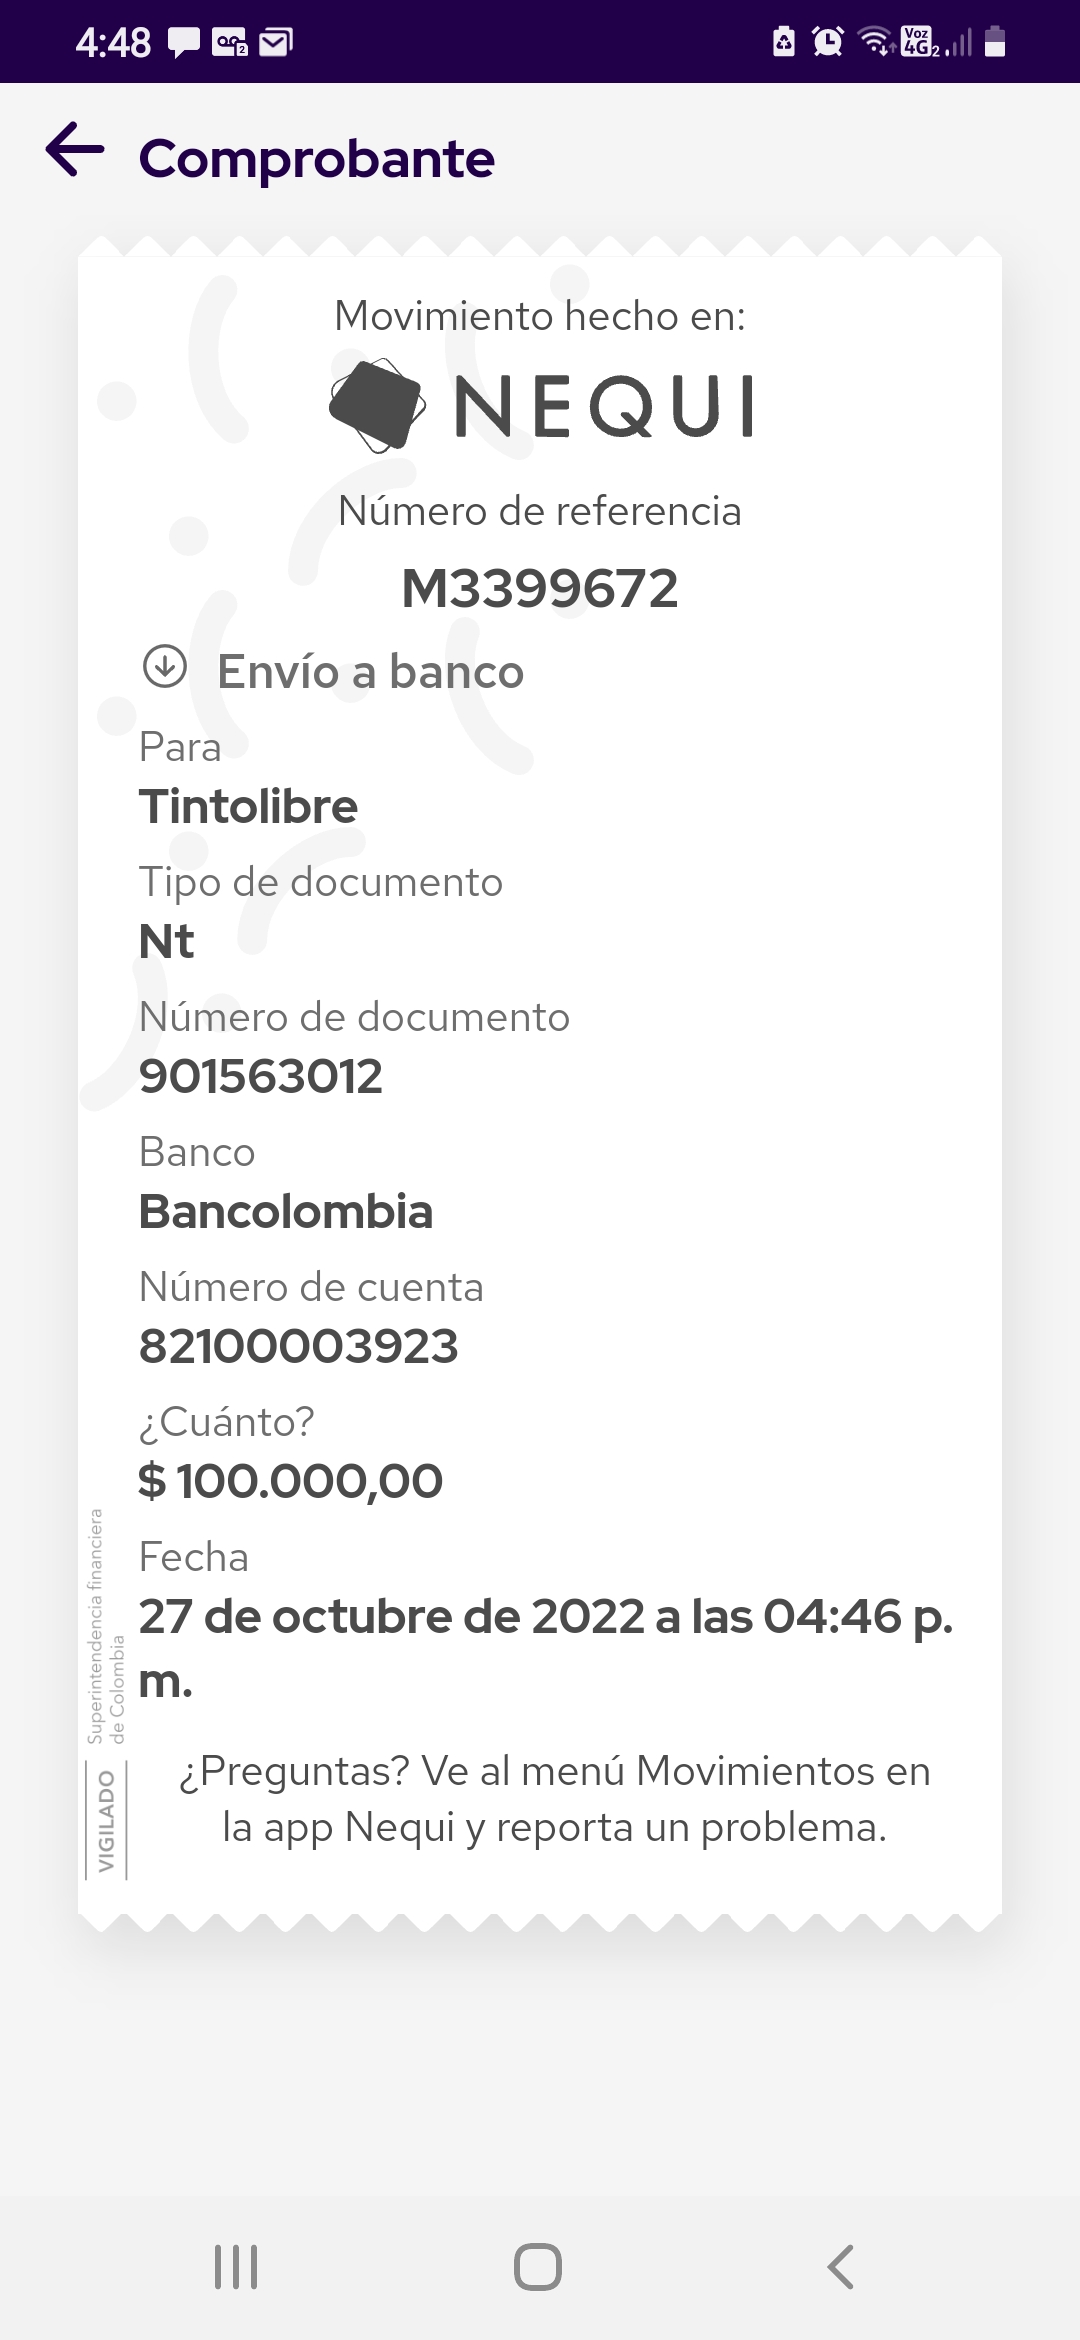 4:48
Voz
4G 2
Comprobante
Movimiento hecho en:
NEQUI
Número de referencia
M3399672
Envío a banco
Para
Tintolibre
Tipo de documento
Nt
Número de documento
901563012
Banco
Bancolombia
Número de cuenta
82100003923
¿Cuánto?
$ 100.000,00
Fecha
27 de octubre de 2022 a las 04:46 p.
m.
¿Preguntas? Ve al menú Movimientos en
la app Nequi y reporta un problema.
VIGILADO
Superintendencia financiera
de Colombia